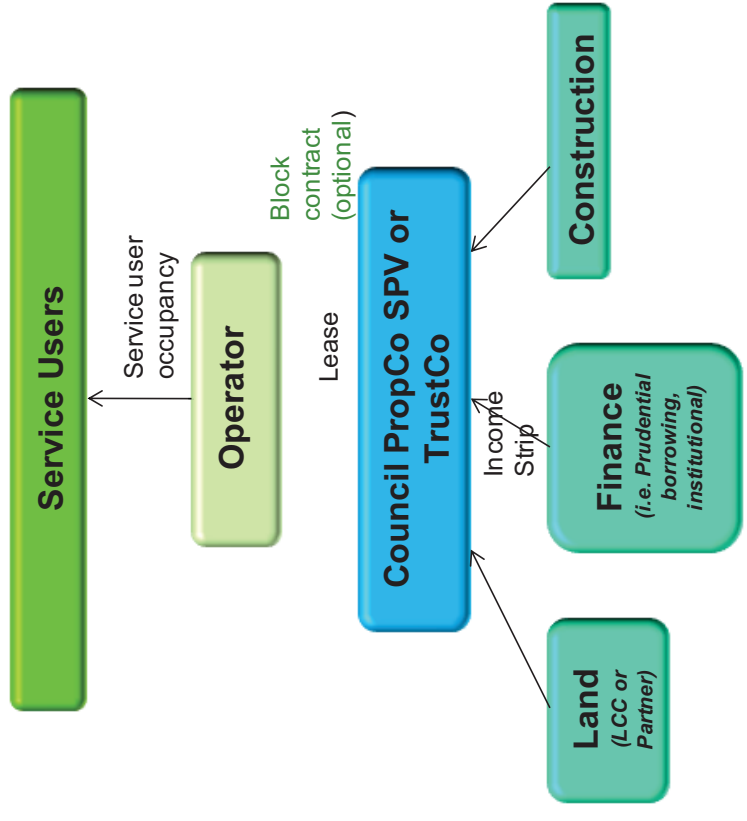 Service Users
Service user
occupancy
Operator
Block
contract
(optional)
Lease
Council PropCo SPV or
TrustCo
Income
Strip
Land
(LCC or
Partner)
Finance
(i.e. Prudential
borrowing,
institutional)
Construction